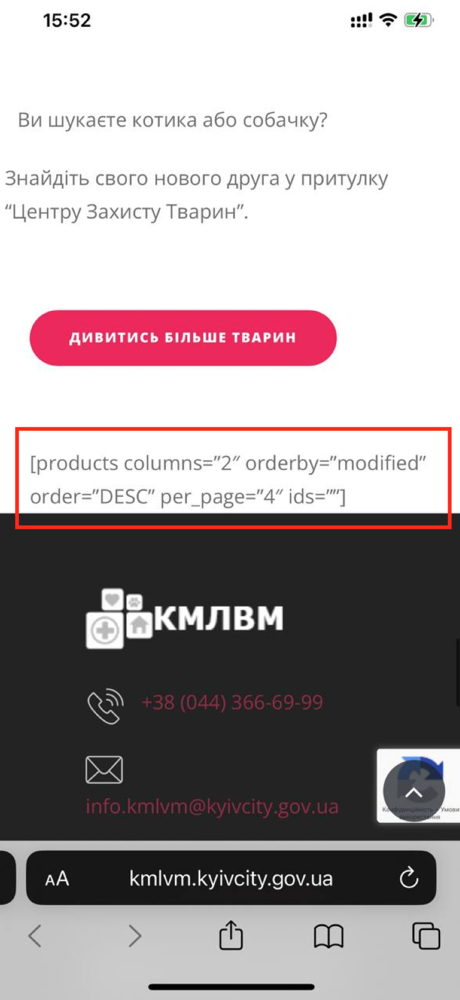 15:52
Ви шукаєте котика або собачку?
Знайдіть свого нового друга у притулку
“Центру Захисту Тварин”.
ДИВИТИСЬ БІЛЬШЕ ТВАРИН
[products columns=”2″ orderby=”modified”
order=”DESC” per_page=”4″ ids=””]
КМЛВМ
+38 (044) 366-69-99
info.kmlvm@kyivcity.gov.ua
Конфіденційність - Умови
використання
AA kmlvm.kyivcity.gov.ua